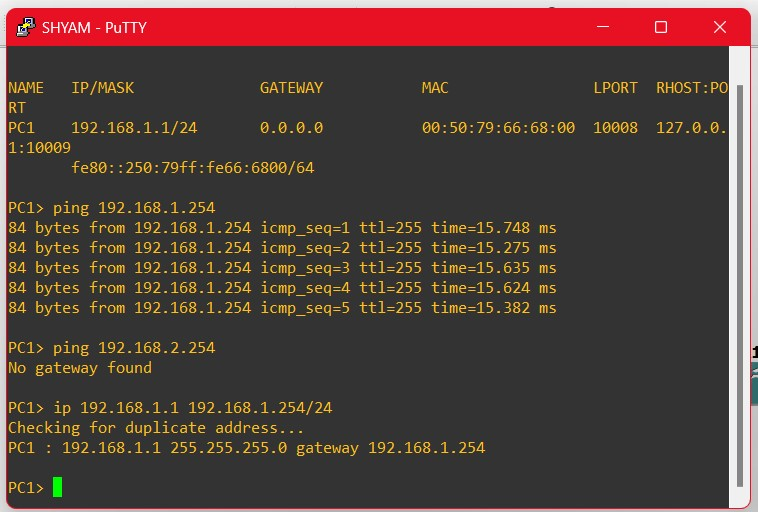 SHYAM - PuTTY
NAME   IP/MASK              GATEWAY           MAC                LPORT  RHOST:PO
RT
PC1    192.168.1.1/24       0.0.0.0           00:50:79:66:68:00  10008  127.0.0.
1:10009
       fe80::250:79ff:fe66:6800/64
PC1> ping 192.168.1.254
84 bytes from 192.168.1.254 icmp_seq=1 ttl=255 time=15.748 ms
84 bytes from 192.168.1.254 icmp_seq=2 ttl=255 time=15.275 ms
84 bytes from 192.168.1.254 icmp_seq=3 ttl=255 time=15.635 ms
84 bytes from 192.168.1.254 icmp_seq=4 ttl=255 time=15.624 ms
84 bytes from 192.168.1.254 icmp_seq=5 ttl=255 time=15.382 ms
PC1> ping 192.168.2.254
No gateway found
PC1> ip 192.168.1.1 192.168.1.254/24
Checking for duplicate address...
PC1 : 192.168.1.1 255.255.255.0 gateway 192.168.1.254
PC1>